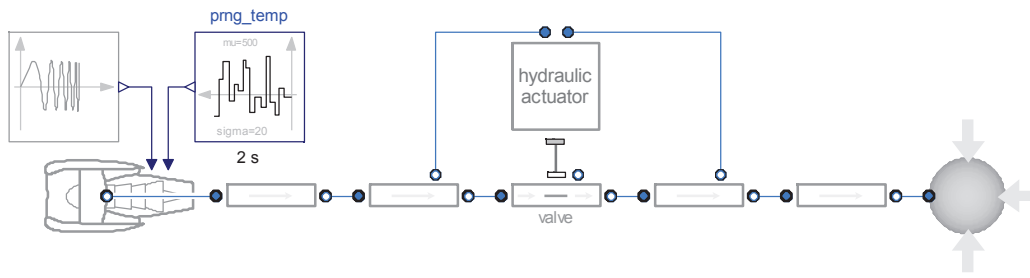 prng_temp
mu=500
sigma=20
2 s
hydraulic
actuator
valve